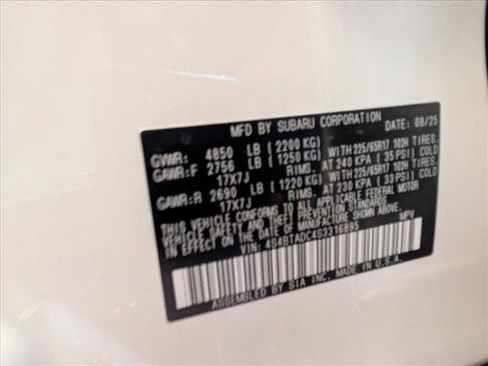 MFD BY SUBARU CORPORATION DATE: 08/25
GVWR: 4850 LB (2200 KG)
GAWR:F 2756 LB (1250 KG) WITH 225/65R17 102H TIRES,
17X7J RIMS, AT 240 KPA (35 PSI) COLD
GAWR:R 2690 LB (1220 KG) WITH 225/65R17 102H TIRES,
17X7J RIMS, AT 230 KPA (33 PSI) COLD
THIS VEHICLE CONFORMS TO ALL APPLICABLE FEDERAL MOTOR
VEHICLE SAFETY AND BUMPER STANDARDS
IN EFFECT ON THE DATE OF MANUFACTURE SHOWN ABOVE.
VIN: 4S4BTADC4S3316895 MPV
ASSEMBLED BY SIA INC. MADE IN U.S.A.